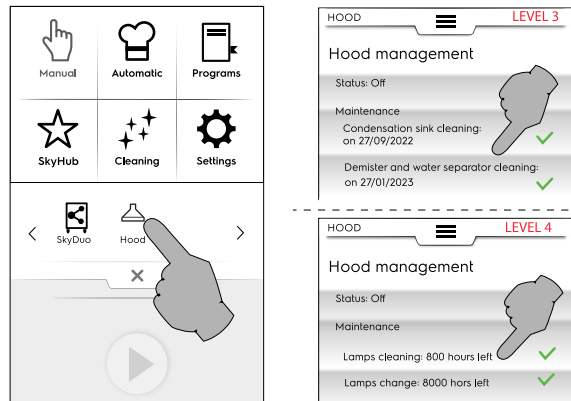 Manual
Automatic
Programs
SkyHub
Cleaning
Settings
SkyDuo
Hood
HOOD
LEVEL 3
Hood management
Status: Off
Maintenance
Condensation sink cleaning:
on 27/09/2022
Demister and water separator cleaning:
on 27/01/2023
HOOD
LEVEL 4
Hood management
Status: Off
Maintenance
Lamps cleaning: 800 hours left
Lamps change: 8000 hors left